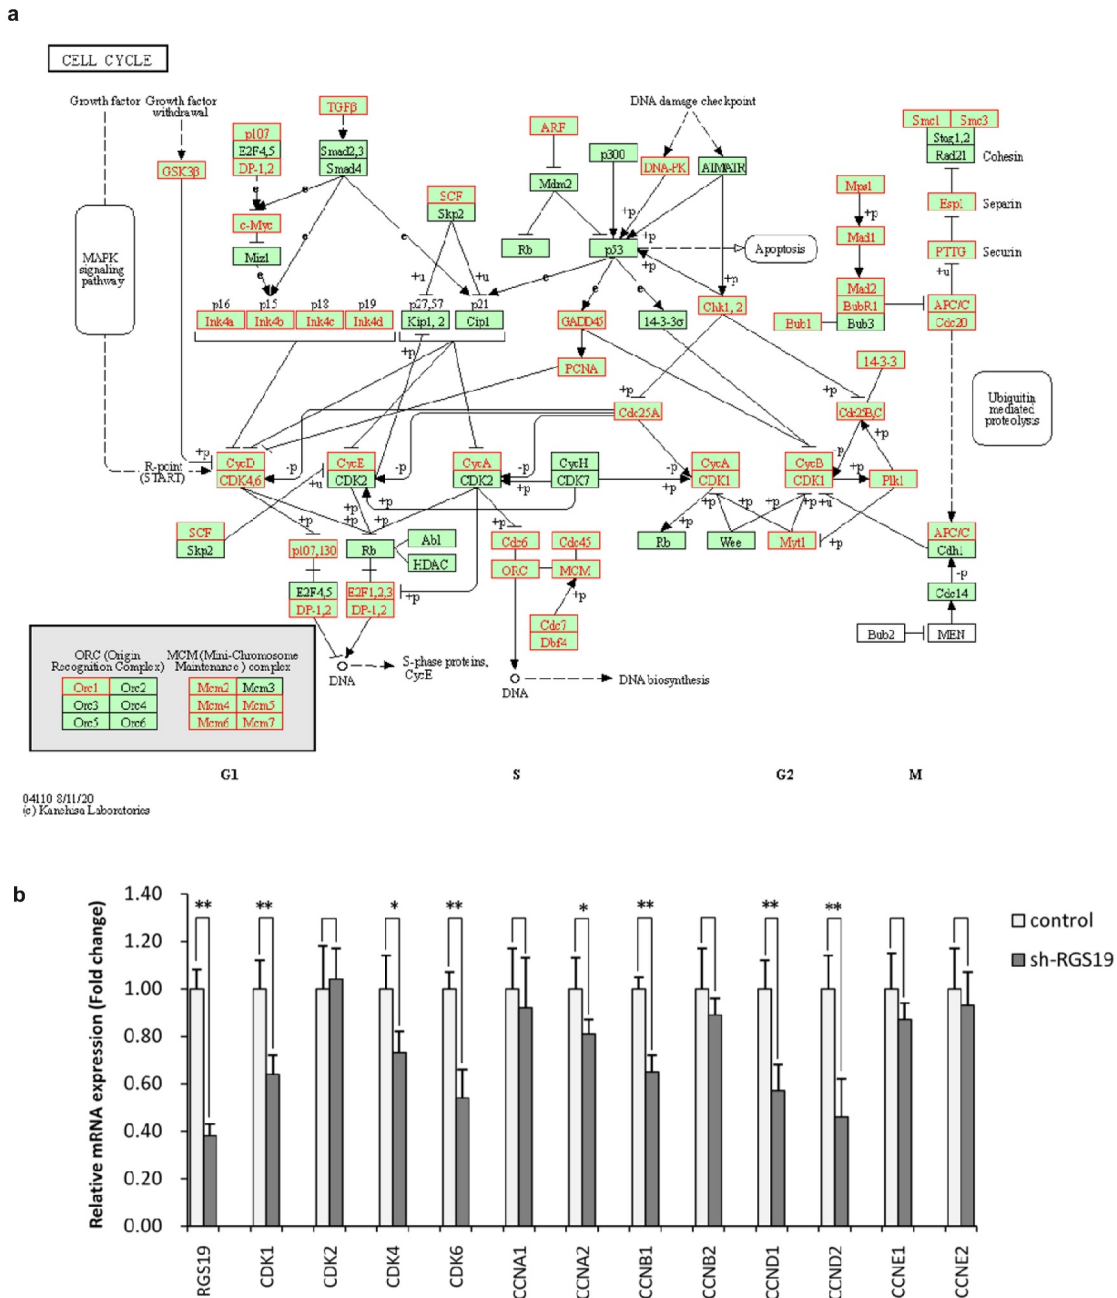 a
CELL CYCLE
Growth factor
Growth factor
withdrawal
TGFβ
DNA damage checkpoint
ARF
p107
E2F4,5
DP-1,2
Smad2,3
Smad4
GSK3β
p300
DNA-PK
ATMATR
Smc1 Smc3
Stag1,2
Rad21
Cohesin
Mdm2
SCF
Skp2
Mps1
Esp1
Separin
c-Myc
Miz1
Rb
p53
Apoptosis
Mad1
PTTG
Securin
MAPK
signaling
pathway
e
e
e
e
e
e
+p
+p
+p
+p
+p
+u
+u
+u
p16 p15 p18 p19 p27,57 p21
Ink4a Ink4b Ink4c Ink4d Kip1, 2 Cip1
GADD45
14-3-3σ
Chk1, 2
Mad2
BubR1
Bub3
Bub1
APC/C
Cdc20
PCNA
14-3-3
+p
+p
+p
Cdc25A
Cdc25B,C
Ubiquitin
mediated
proteolysis
R-point
(START)
+p
CycD
CDK4,6
-p
CycE
CDK2
-p
CycA
CDK2
-p
+p
CycH
CDK7
-p
+p
CycA
CDK1
CycB
CDK1
-p
+p
+p
Plk1
+u
+p
+p
+p
+p
+p
+p
+p
+u
+p
SCF
Skp2
p107,130
Rb
Abl
HDAC
Cdc6
Cdc45
ORC
MCM
Rb
Wee
Myt1
APC/C
Cdh1
-p
Cdc14
E2F4,5
DP-1,2
E2F1,2,3
DP-1,2
+p
+p
Cdc7
Dbf4
Bub2
MEN
DNA
S-phase proteins,
CycE
DNA
DNA biosynthesis
ORC (Origin
Recognition Complex)
MCM (Mini-Chromosome
Maintenance ) complex
Orc1 Orc2
Orc3 Orc4
Orc5 Orc6
Mcm2 Mcm3
Mcm4 Mcm5
Mcm6 Mcm7
G1 S G2 M
04110 8/11/20
(c) Kanehisa Laboratories
b
Relative mRNA expression (Fold change)
1.40
1.20
1.00
0.80
0.60
0.40
0.20
0.00
** ** * ** * ** ** **
control
sh-RGS19
RGS19
CDK1
CDK2
CDK4
CDK6
CCNA1
CCNA2
CCNB1
CCNB2
CCND1
CCND2
CCNE1
CCNE2